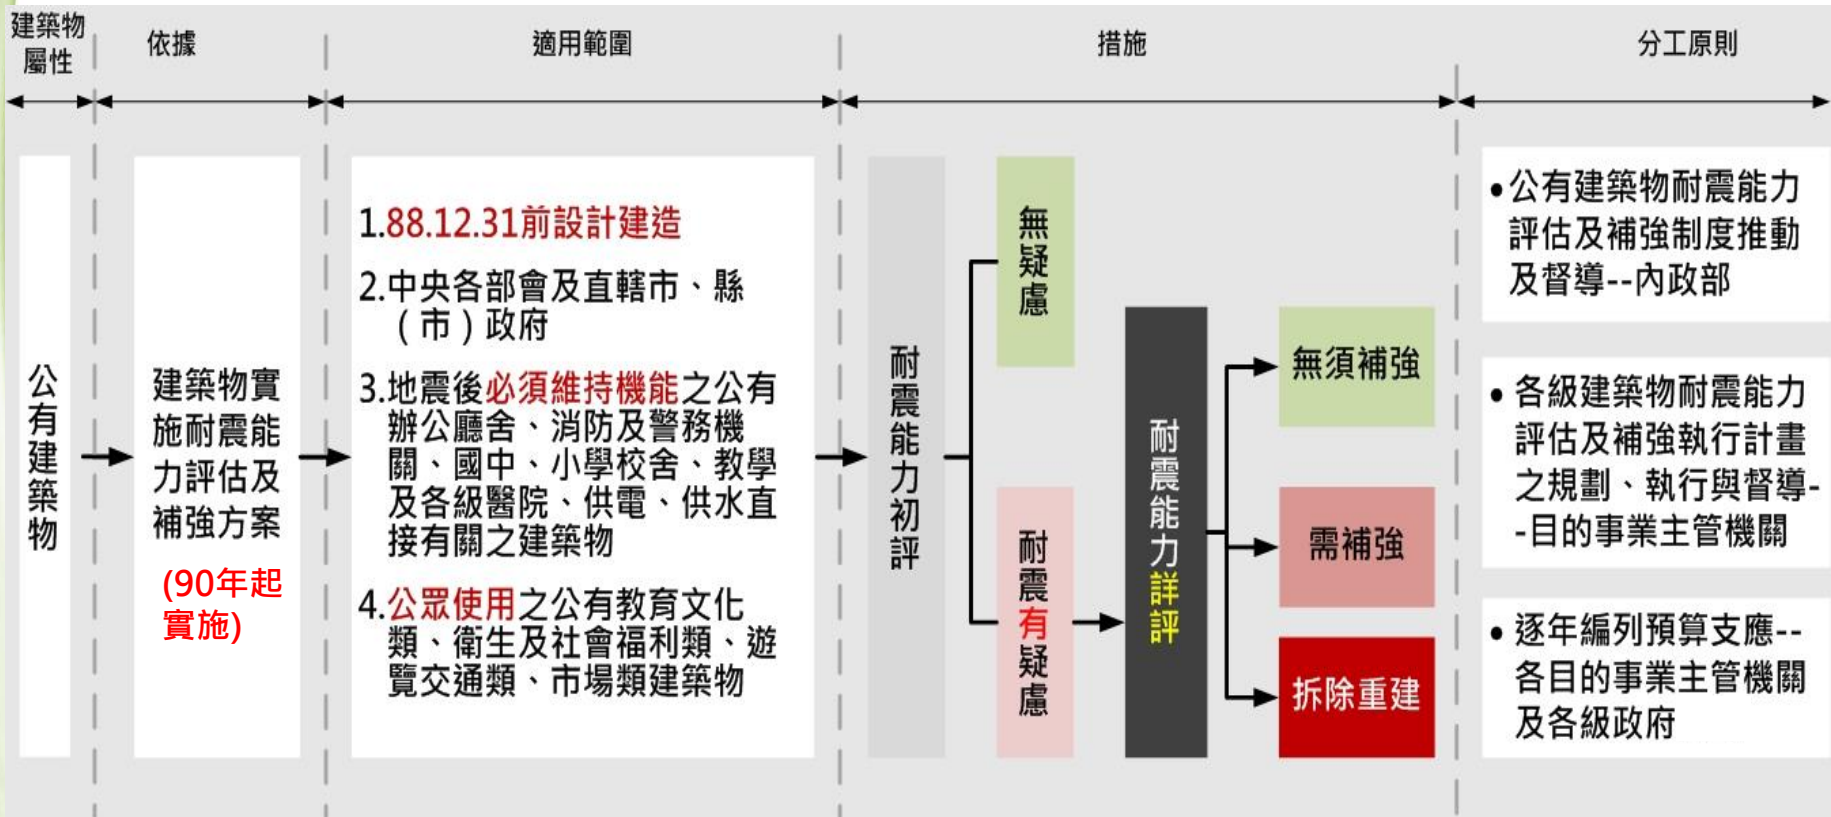 建築物
屬性
依據
適用範圍
措施
分工原則
公有建築物
建築物實
施耐震能
力評估及
補強方案
(90年起
實施)
1.88.12.31前設計建造
2.中央各部會及直轄市、縣
（市）政府
3.地震後必須維持機能之公有
辦公廳舍、消防及警務機
關、國中、小學校舍、教學
及各級醫院、供電、供水直
接有關之建築物
4.公眾使用之公有教育文化
類、衛生及社會福利類、遊
覽交通類、市場類建築物
耐震能力初評
無疑慮
耐震有疑慮
耐震能力詳評
無須補強
需補強
拆除重建
•公有建築物耐震能力
評估及補強制度推動
及督導--內政部
•各級建築物耐震能力
評估及補強執行計畫
之規劃、執行與督導-
-目的事業主管機關
•逐年編列預算支應--
各目的事業主管機關
及各級政府